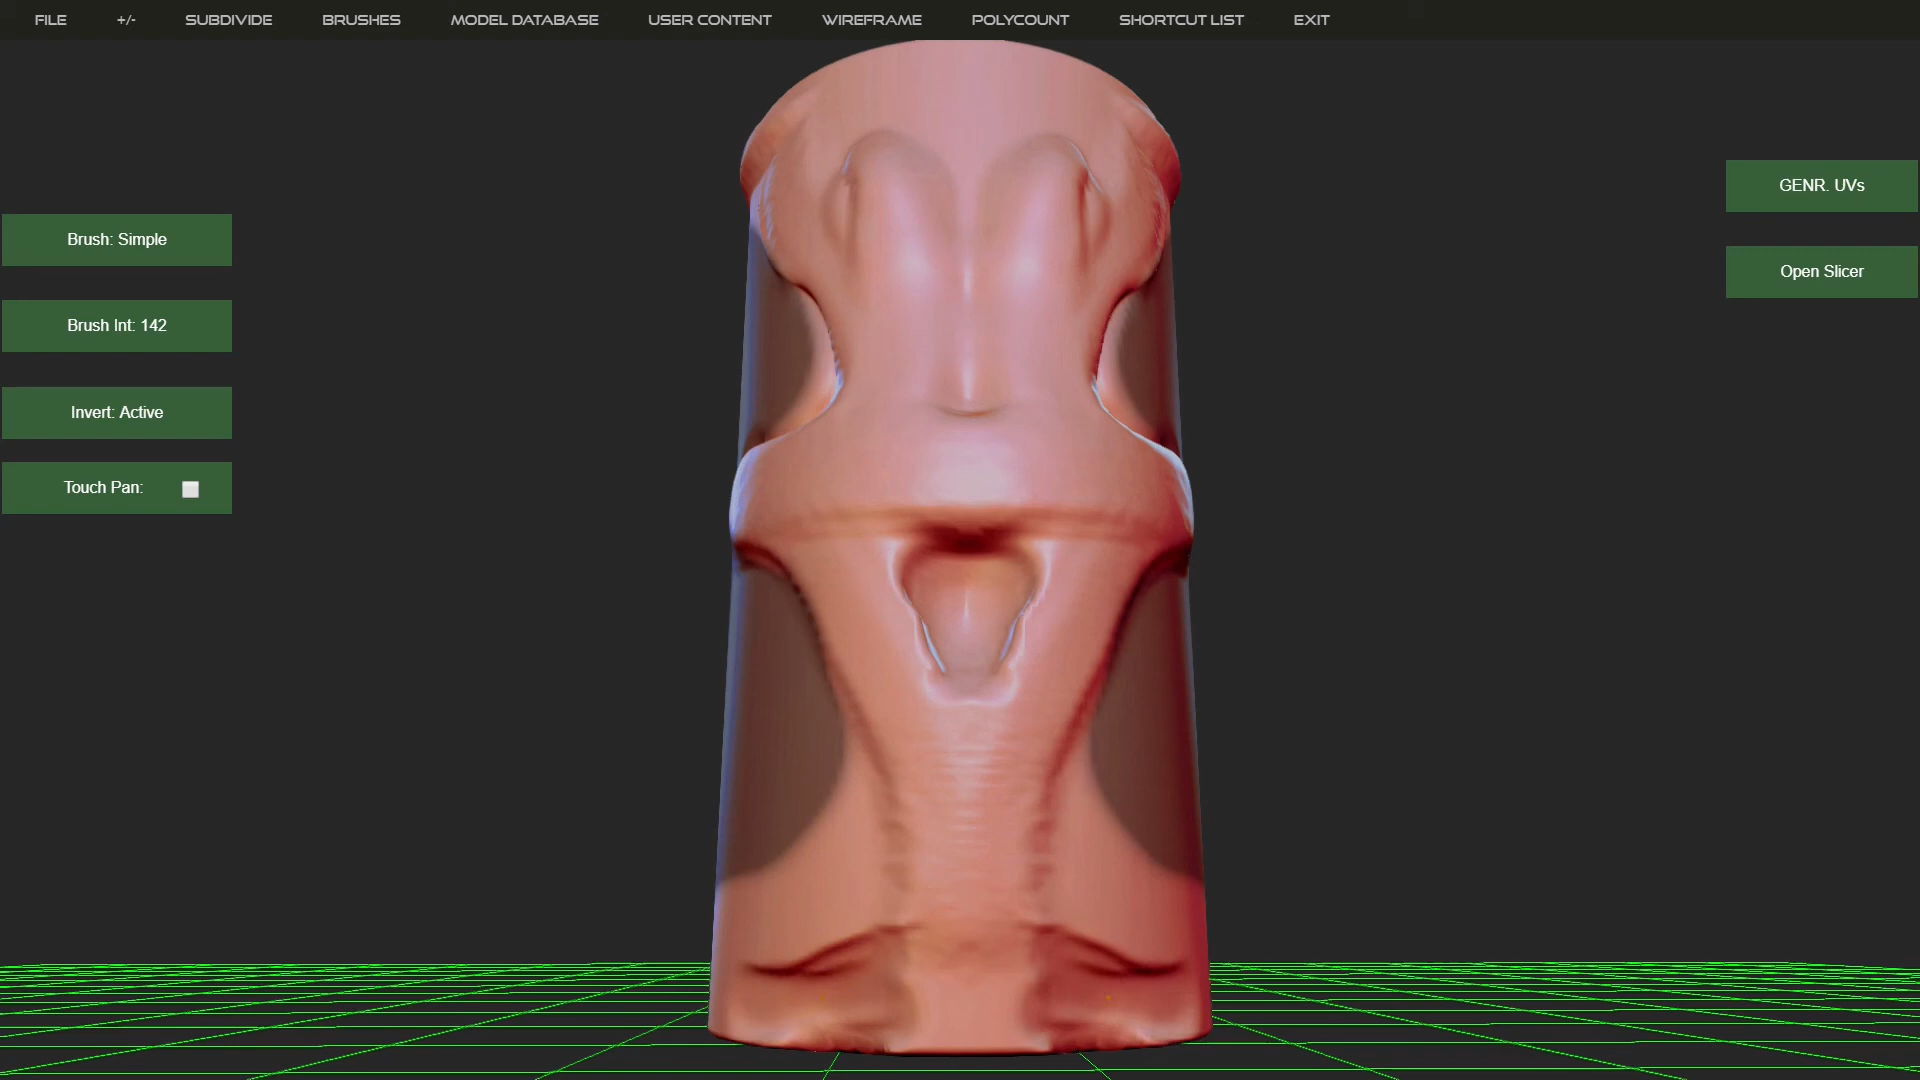 FILE +/- SUBDIVIDE BRUSHES MODEL DATABASE USER CONTENT WIREFRAME POLYCOUNT SHORTCUT LIST EXIT
GENR. UVs
Brush: Simple
Open Slicer
Brush Int: 142
Invert: Active
Touch Pan: